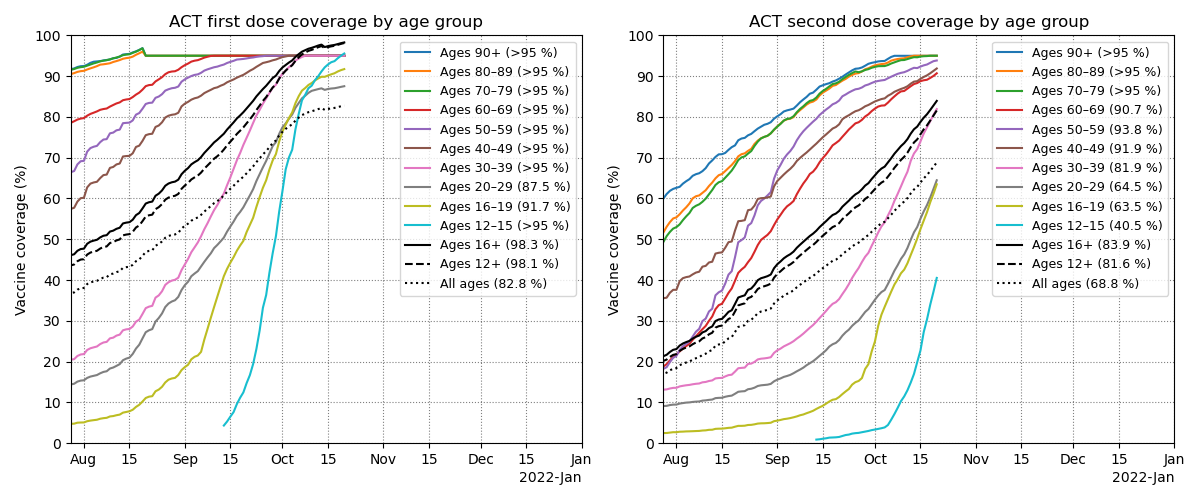 ACT first dose coverage by age group
Vaccine coverage (%)
100
90
80
70
60
50
40
30
20
10
0
Ages 90+ (>95 %)
Ages 80–89 (>95 %)
Ages 70–79 (>95 %)
Ages 60–69 (>95 %)
Ages 50–59 (>95 %)
Ages 40–49 (>95 %)
Ages 30–39 (>95 %)
Ages 20–29 (87.5 %)
Ages 16–19 (91.7 %)
Ages 12–15 (>95 %)
Ages 16+ (98.3 %)
Ages 12+ (98.1 %)
All ages (82.8 %)
Aug 15 Sep 15 Oct 15 Nov 15 Dec 15 Jan
2022-Jan
ACT second dose coverage by age group
Vaccine coverage (%)
100
90
80
70
60
50
40
30
20
10
0
Ages 90+ (>95 %)
Ages 80–89 (>95 %)
Ages 70–79 (>95 %)
Ages 60–69 (90.7 %)
Ages 50–59 (93.8 %)
Ages 40–49 (91.9 %)
Ages 30–39 (81.9 %)
Ages 20–29 (64.5 %)
Ages 16–19 (63.5 %)
Ages 12–15 (40.5 %)
Ages 16+ (83.9 %)
Ages 12+ (81.6 %)
All ages (68.8 %)
Aug 15 Sep 15 Oct 15 Nov 15 Dec 15 Jan
2022-Jan